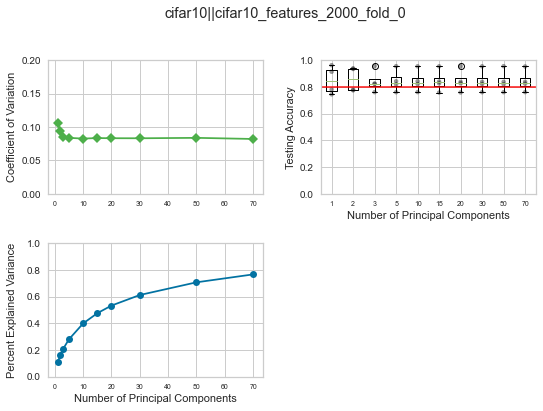 cifar10||cifar10_features_2000_fold_0
Coefficient of Variation
0.20
0.15
0.10
0.05
0.00
0 10 20 30 40 50 60 70
Testing Accuracy
1.0
0.8
0.6
0.4
0.2
0
1 2 3 5 10 15 20 30 50 70
Number of Principal Components
Percent Explained Variance
1.0
0.8
0.6
0.4
0.2
0.0
0 10 20 30 40 50 60 70
Number of Principal Components